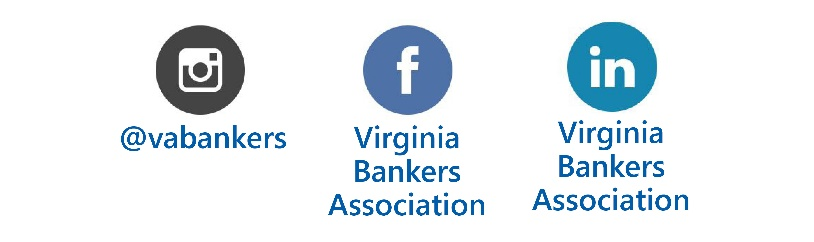 @vabankers
Virginia
Bankers
Association
Virginia
Bankers
Association